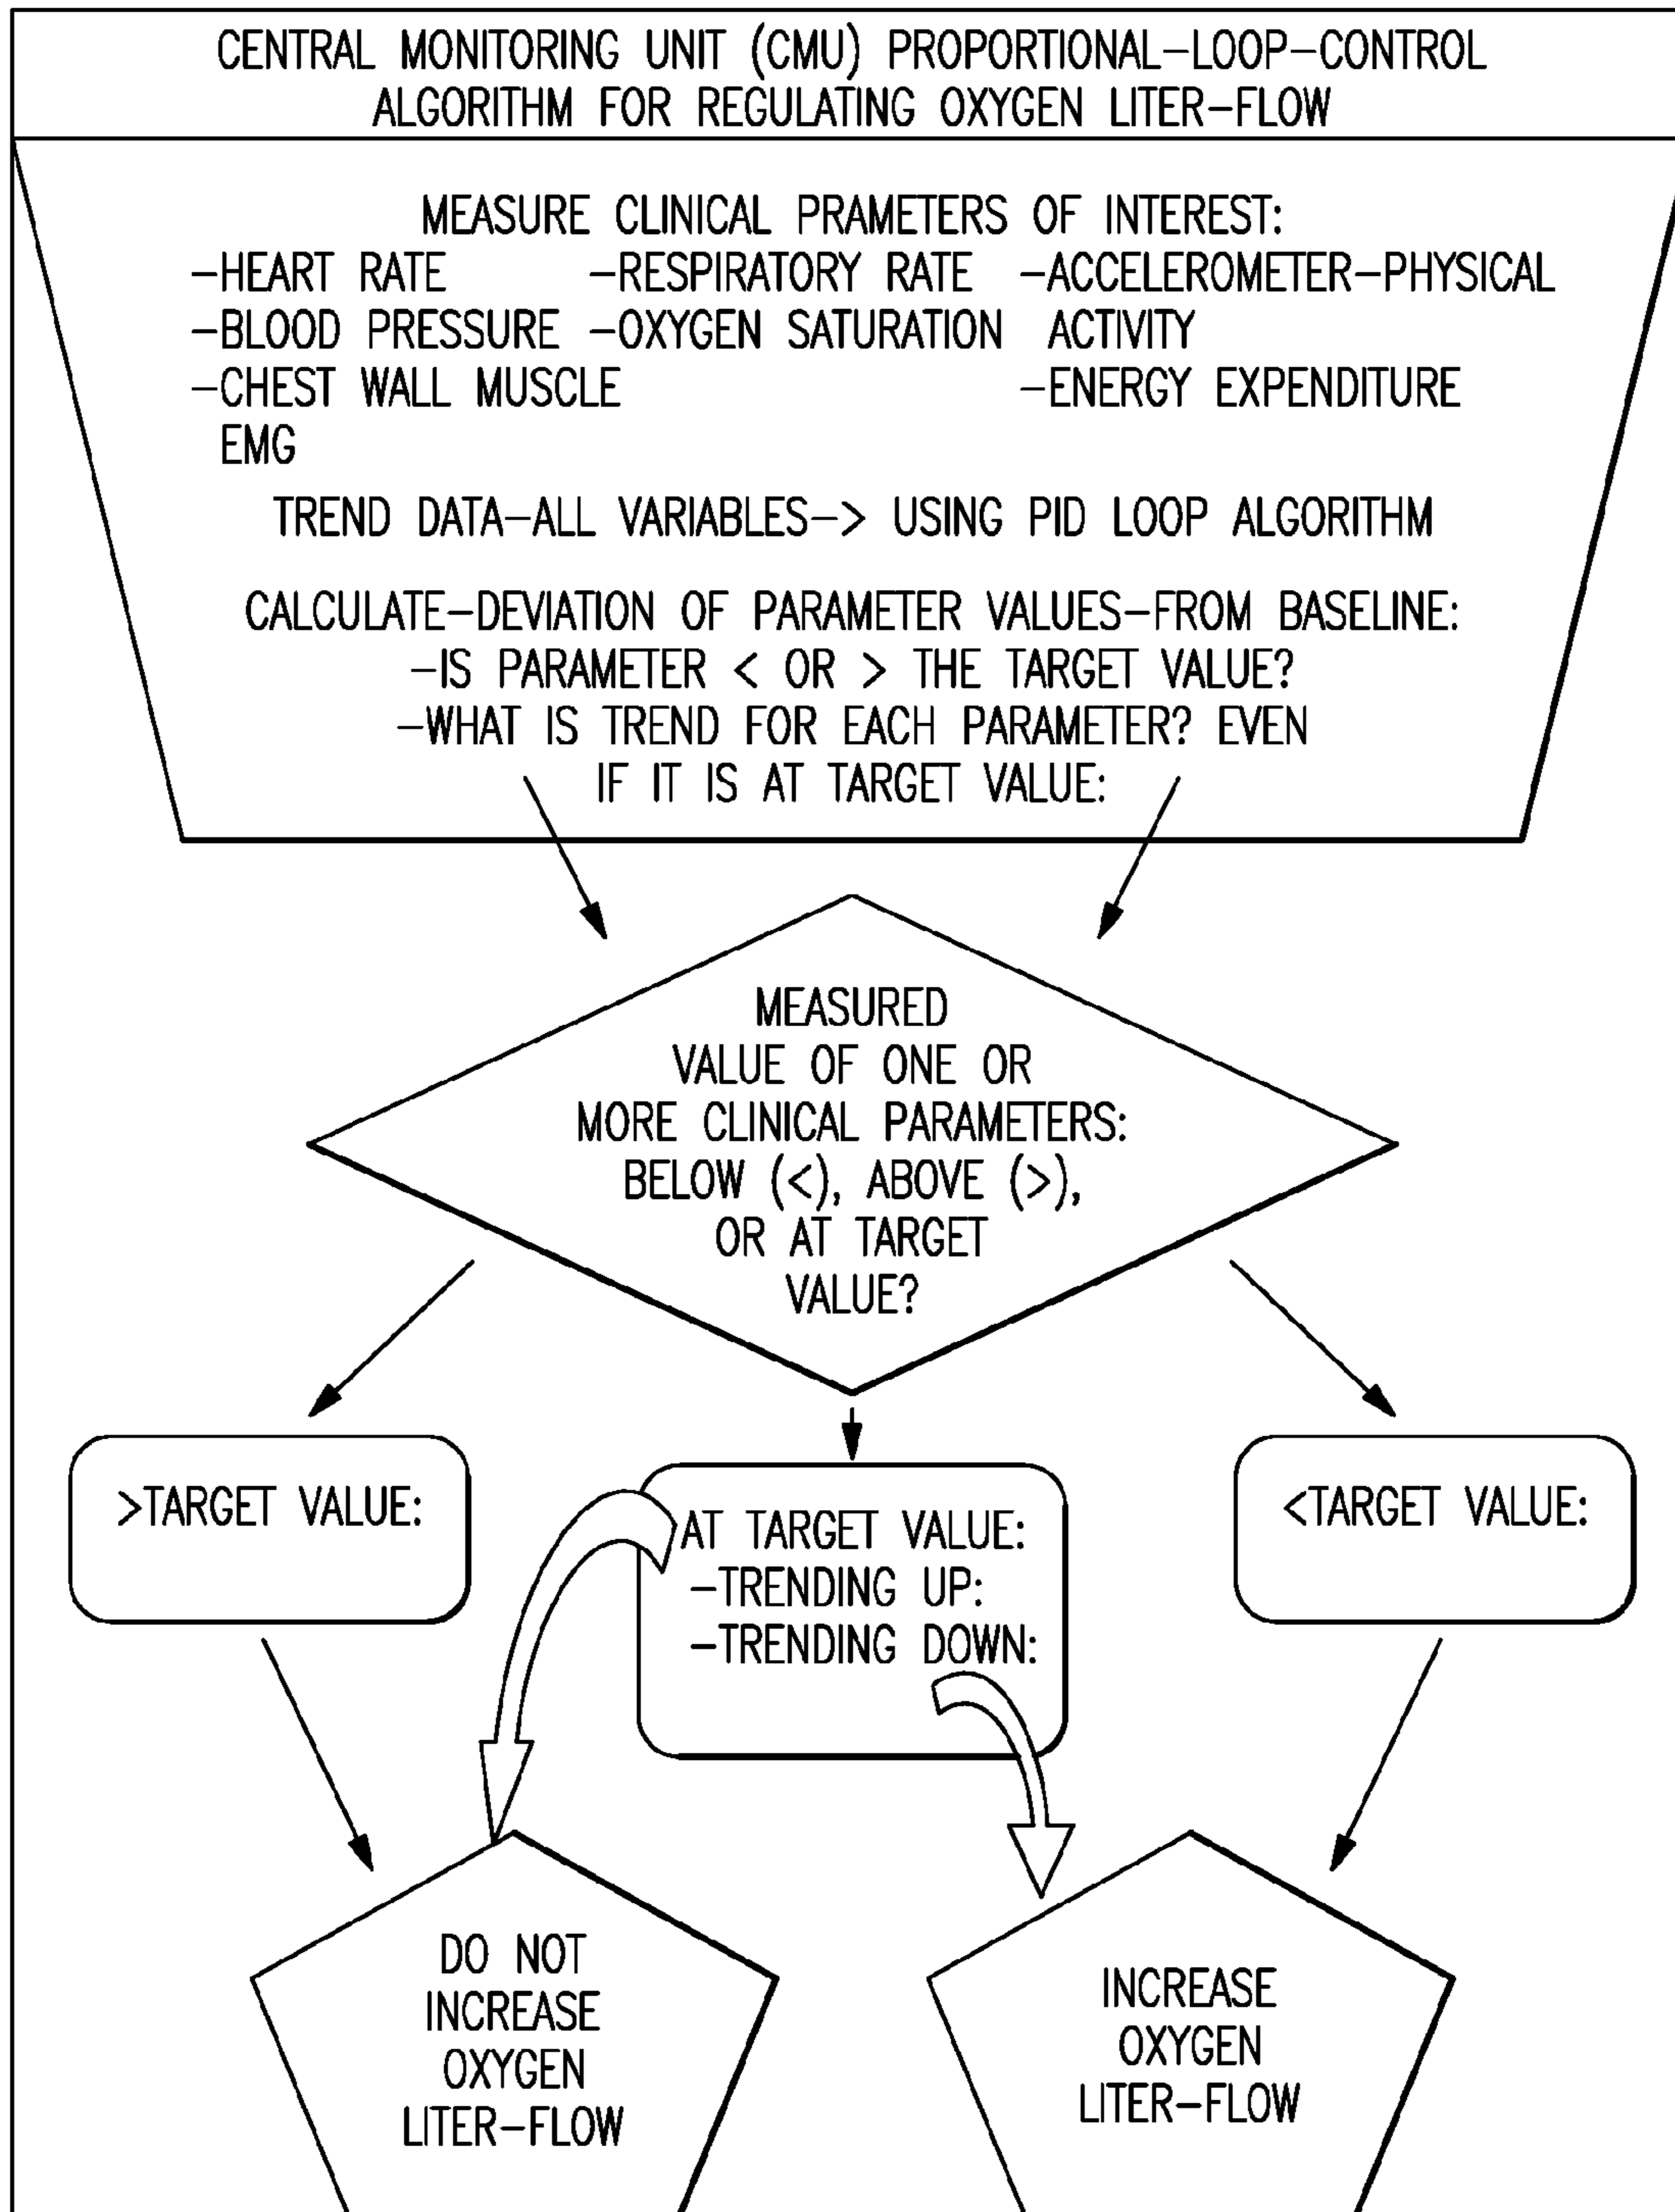 CENTRAL MONITORING UNIT (CMU) PROPORTIONAL-LOOP-CONTROL
ALGORITHM FOR REGULATING OXYGEN LITER-FLOW
MEASURE CLINICAL PRAMETERS OF INTEREST:
-HEART RATE -RESPIRATORY RATE -ACCELEROMETER-PHYSICAL
-BLOOD PRESSURE -OXYGEN SATURATION ACTIVITY
-CHEST WALL MUSCLE -ENERGY EXPENDITURE
EMG
TREND DATA-ALL VARIABLES-> USING PID LOOP ALGORITHM
CALCULATE-DEVIATION OF PARAMETER VALUES-FROM BASELINE:
-IS PARAMETER < OR > THE TARGET VALUE?
-WHAT IS TREND FOR EACH PARAMETER? EVEN
IF IT IS AT TARGET VALUE:
MEASURED
VALUE OF ONE OR
MORE CLINICAL PARAMETERS:
BELOW (<), ABOVE (>),
OR AT TARGET
VALUE?
>TARGET VALUE:
AT TARGET VALUE:
-TRENDING UP:
-TRENDING DOWN:
<TARGET VALUE:
DO NOT
INCREASE
OXYGEN
LITER-FLOW
INCREASE
OXYGEN
LITER-FLOW